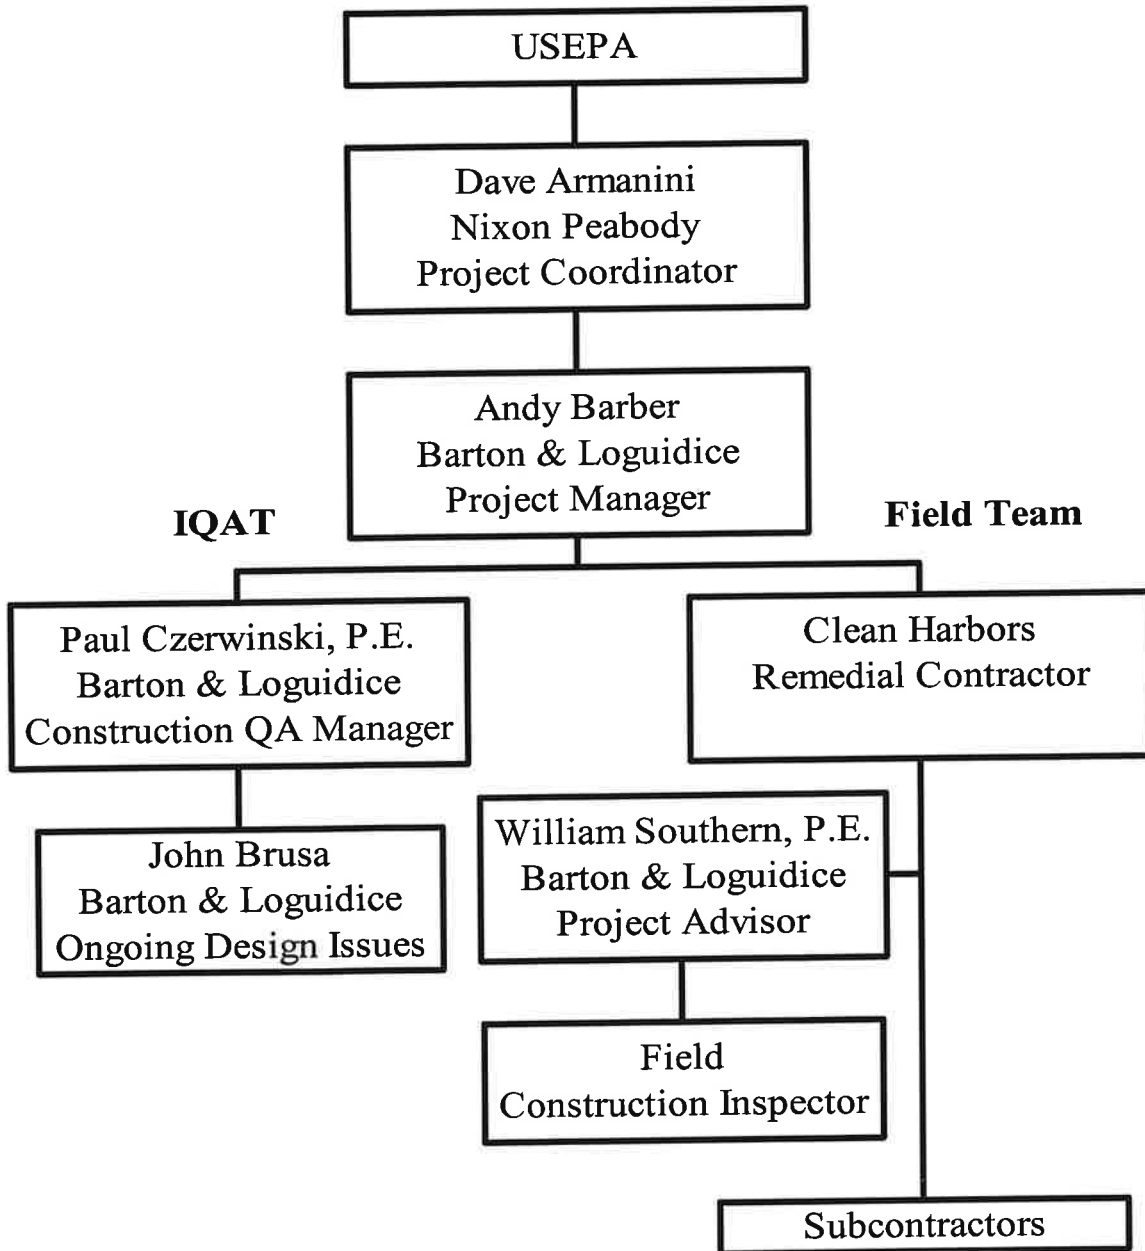 USEPA
Dave Armanini
Nixon Peabody
Project Coordinator
Andy Barber
Barton & Loguidice
Project Manager
IQAT
Field Team
Paul Czerwinski, P.E.
Barton & Loguidice
Construction QA Manager
Clean Harbors
Remedial Contractor
John Brusa
Barton & Loguidice
Ongoing Design Issues
William Southern, P.E.
Barton & Loguidice
Project Advisor
Field
Construction Inspector
Subcontractors